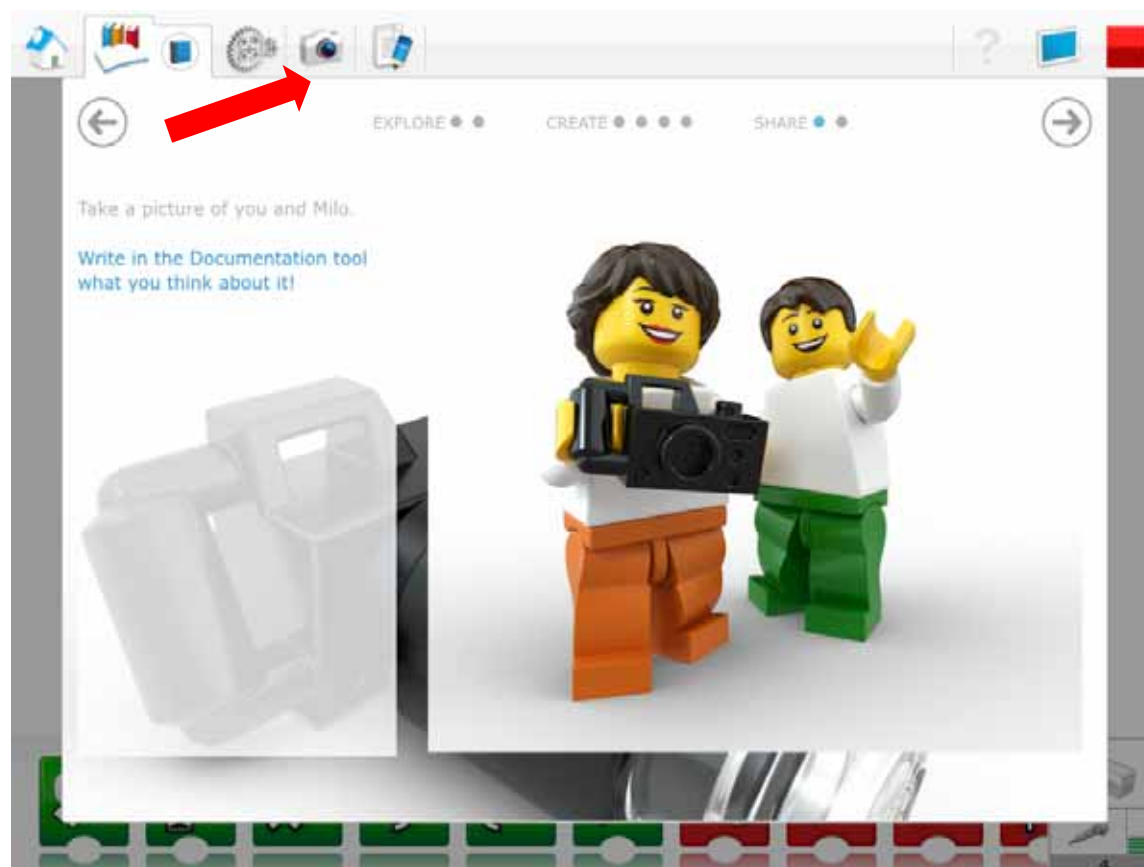 ?
EXPLORE CREATE SHARE
Take a picture of you and Milo.
Write in the Documentation tool
what you think about it!